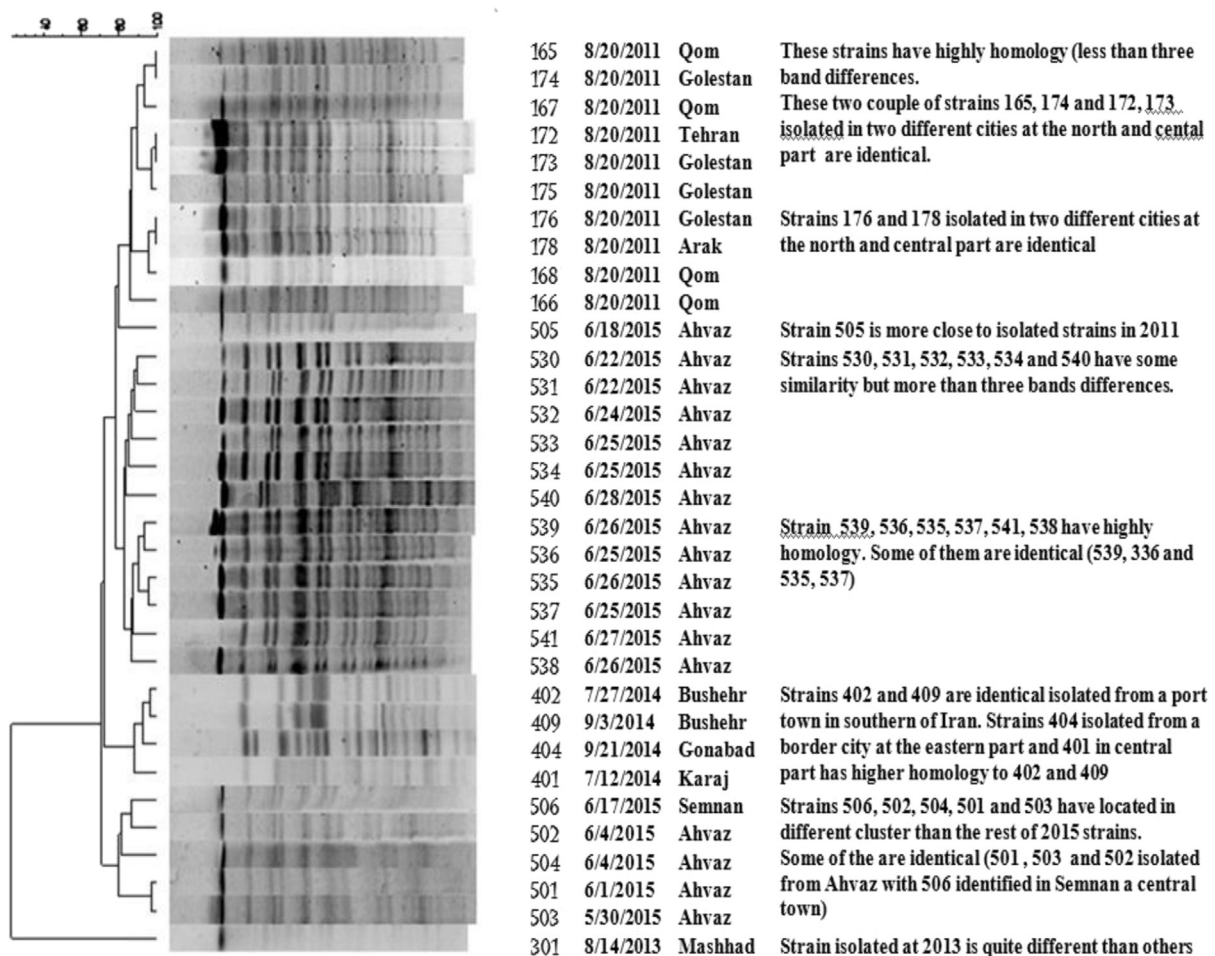 40 60 80 100
165 8/20/2011 Qom These strains have highly homology (less than three
174 8/20/2011 Golestan band differences.
167 8/20/2011 Qom These two couple of strains 165, 174 and 172, 173
172 8/20/2011 Tehran isolated in two different cities at the north and cental
173 8/20/2011 Golestan part are identical.
175 8/20/2011 Golestan
176 8/20/2011 Golestan Strains 176 and 178 isolated in two different cities at
178 8/20/2011 Arak the north and central part are identical
168 8/20/2011 Qom
166 8/20/2011 Qom
505 6/18/2015 Ahvaz Strain 505 is more close to isolated strains in 2011
530 6/22/2015 Ahvaz Strains 530, 531, 532, 533, 534 and 540 have some
531 6/22/2015 Ahvaz similarity but more than three bands differences.
532 6/24/2015 Ahvaz
533 6/25/2015 Ahvaz
534 6/25/2015 Ahvaz
540 6/28/2015 Ahvaz
539 6/26/2015 Ahvaz Strain 539, 536, 535, 537, 541, 538 have highly
536 6/25/2015 Ahvaz homology. Some of them are identical (539, 336 and
535 6/26/2015 Ahvaz 535, 537)
537 6/25/2015 Ahvaz
541 6/27/2015 Ahvaz
538 6/26/2015 Ahvaz
402 7/27/2014 Bushehr Strains 402 and 409 are identical isolated from a port
409 9/3/2014 Bushehr town in southern of Iran. Strains 404 isolated from a
404 9/21/2014 Gonabad border city at the eastern part and 401 in central
401 7/12/2014 Karaj part has higher homology to 402 and 409
506 6/17/2015 Semnan Strains 506, 502, 504, 501 and 503 have located in
502 6/4/2015 Ahvaz different cluster than the rest of 2015 strains.
504 6/4/2015 Ahvaz Some of the are identical (501 , 503 and 502 isolated
501 6/1/2015 Ahvaz from Ahvaz with 506 identified in Semnan a central
503 5/30/2015 Ahvaz town)
301 8/14/2013 Mashhad Strain isolated at 2013 is quite different than others